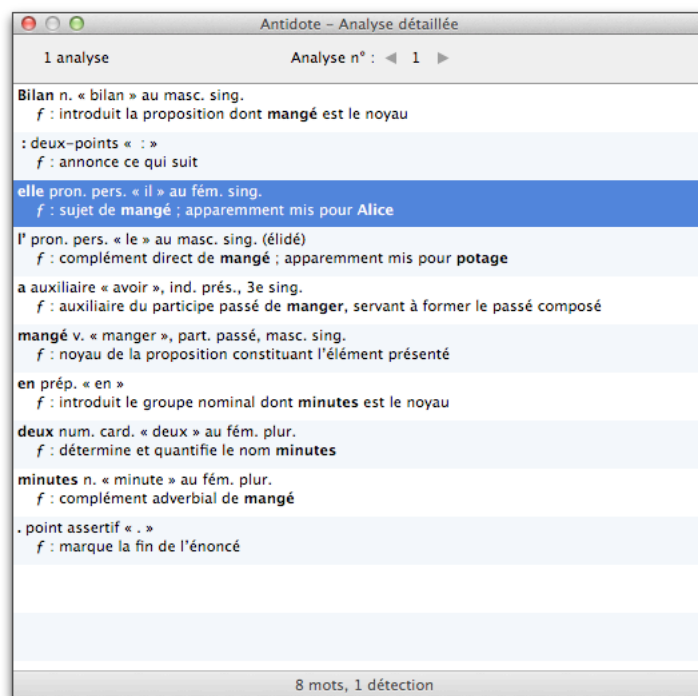 Antidote – Analyse détaillée
1 analyse Analyse n° : ◀ 1 ▶
Bilan n. « bilan » au masc. sing.
f : introduit la proposition dont mangé est le noyau
: deux-points « : »
f : annonce ce qui suit
elle pron. pers. « il » au fém. sing.
f : sujet de mangé ; apparemment mis pour Alice
l' pron. pers. « le » au masc. sing. (élidé)
f : complément direct de mangé ; apparemment mis pour potage
a auxiliaire « avoir », ind. prés., 3e sing.
f : auxiliaire du participe passé de manger, servant à former le passé composé
mangé v. « manger », part. passé, masc. sing.
f : noyau de la proposition constituant l'élément présenté
en prép. « en »
f : introduit le groupe nominal dont minutes est le noyau
deux num. card. « deux » au fém. plur.
f : détermine et quantifie le nom minutes
minutes n. « minute » au fém. plur.
f : complément adverbial de mangé
. point assertif « . »
f : marque la fin de l'énoncé
8 mots, 1 détection